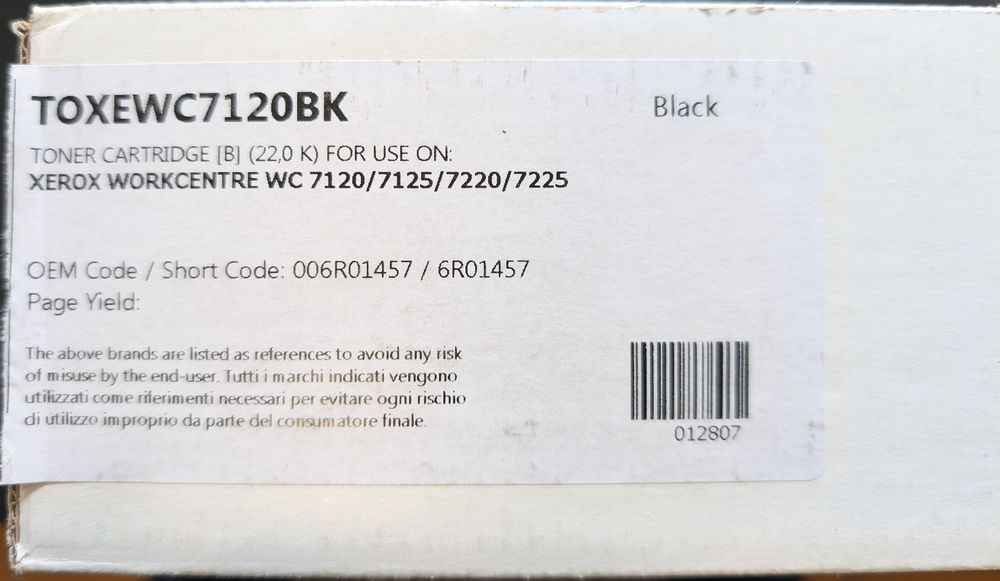 TOXEWC7120BK
Black
TONER CARTRIDGE [B] (22,0 K) FOR USE ON:
XEROX WORKCENTRE WC 7120/7125/7220/7225
OEM Code / Short Code: 006R01457 / 6R01457
Page Yield:
The above brands are listed as references to avoid any risk
of misuse by the end-user. Tutti i marchi indicati vengono
utilizzati come riferimenti necessari per evitare ogni rischio
di utilizzo improprio da parte del consumatore finale.
012807